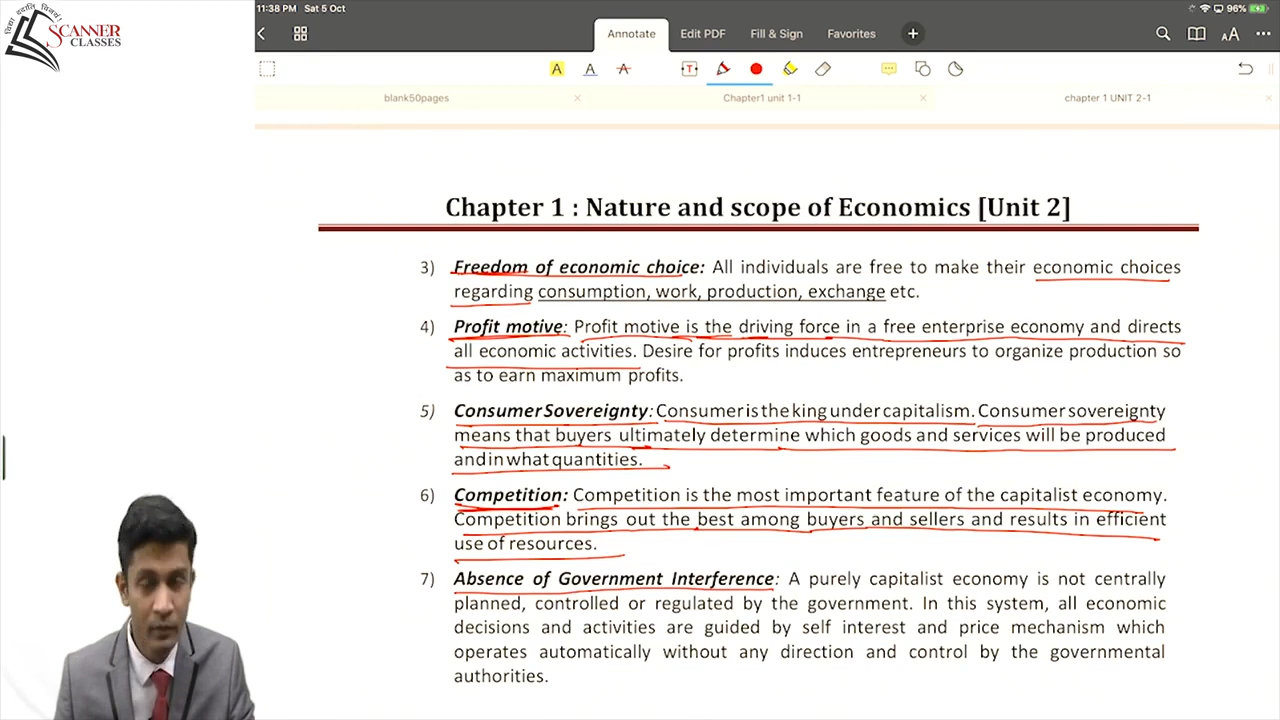 11:38 PM Sat 5 Oct
96%
विद्या ददाति विनयं
SCANNER
CLASSES
Annotate Edit PDF Fill & Sign Favorites
A A A T
AA
blank50pages Chapter1 unit 1-1 chapter 1 UNIT 2-1
Chapter 1 : Nature and scope of Economics [Unit 2]
3) Freedom of economic choice: All individuals are free to make their economic choices
regarding consumption, work, production, exchange etc.
4) Profit motive: Profit motive is the driving force in a free enterprise economy and directs
all economic activities. Desire for profits induces entrepreneurs to organize production so
as to earn maximum profits.
5) Consumer Sovereignty: Consumer is the king under capitalism. Consumer sovereignty
means that buyers ultimately determine which goods and services will be produced
and in what quantities.
6) Competition: Competition is the most important feature of the capitalist economy.
Competition brings out the best among buyers and sellers and results in efficient
use of resources.
7) Absence of Government Interference: A purely capitalist economy is not centrally
planned, controlled or regulated by the government. In this system, all economic
decisions and activities are guided by self interest and price mechanism which
operates automatically without any direction and control by the governmental
authorities.